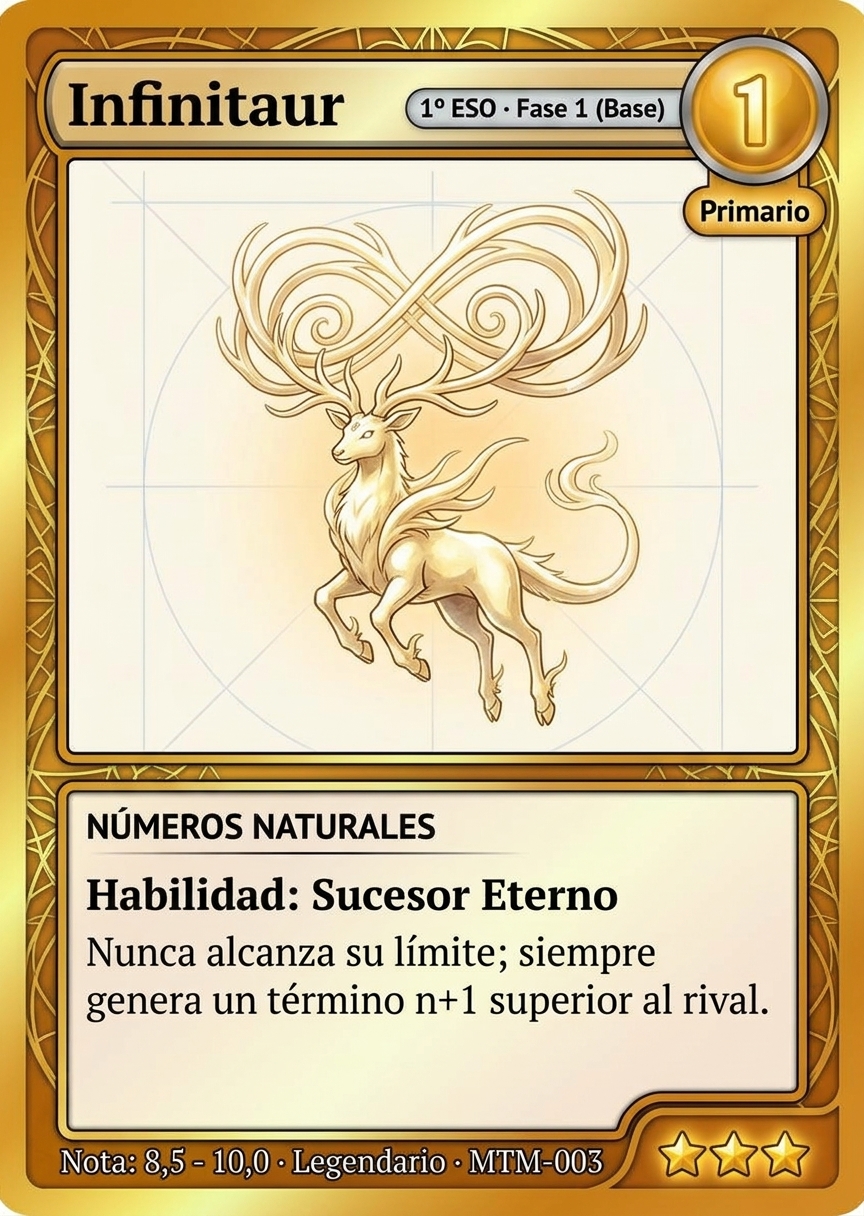 Infinitaur
1º ESO · Fase 1 (Base)
1
Primario
NÚMEROS NATURALES
Habilidad: Sucesor Eterno
Nunca alcanza su límite; siempre
genera un término n+1 superior al rival.
Nota: 8,5 - 10,0 · Legendario · MTM-003